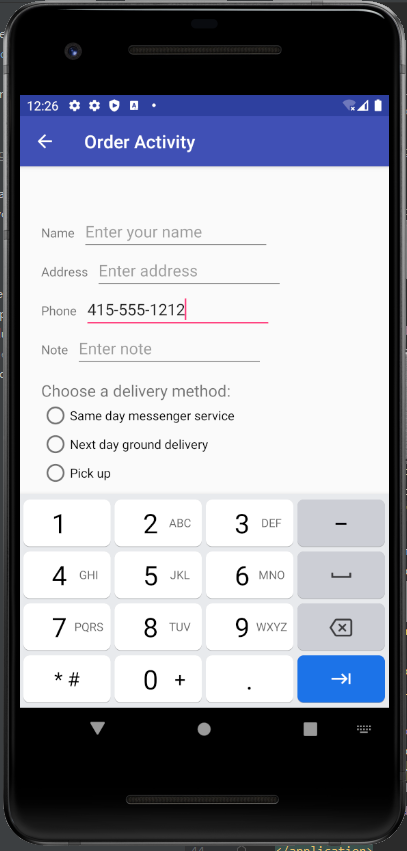 12:26
Order Activity
Name Enter your name
Address Enter address
Phone 415-555-1212
Note Enter note
Choose a delivery method:
Same day messenger service
Next day ground delivery
Pick up
1 2 ABC 3 DEF −
4 GHI 5 JKL 6 MNO
7 PQRS 8 TUV 9 WXYZ
* # 0 + .
44 </application>